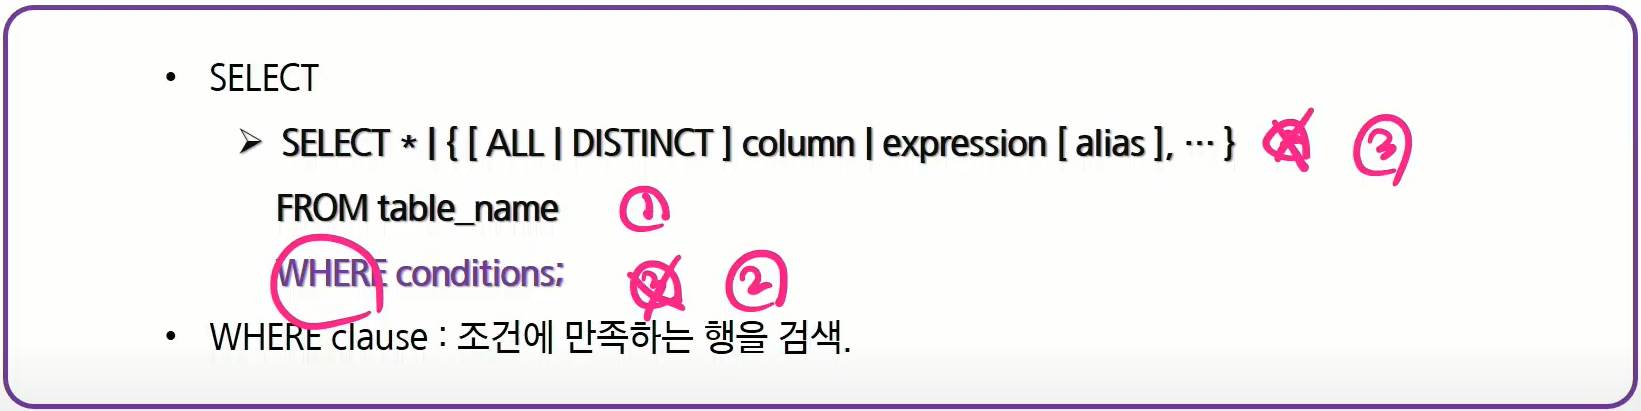 • SELECT
➢ SELECT * | { [ ALL | DISTINCT ] column | expression [ alias ], ⋯ } ③
FROM table_name ①
WHERE conditions; ②
• WHERE clause : 조건에 만족하는 행을 검색.